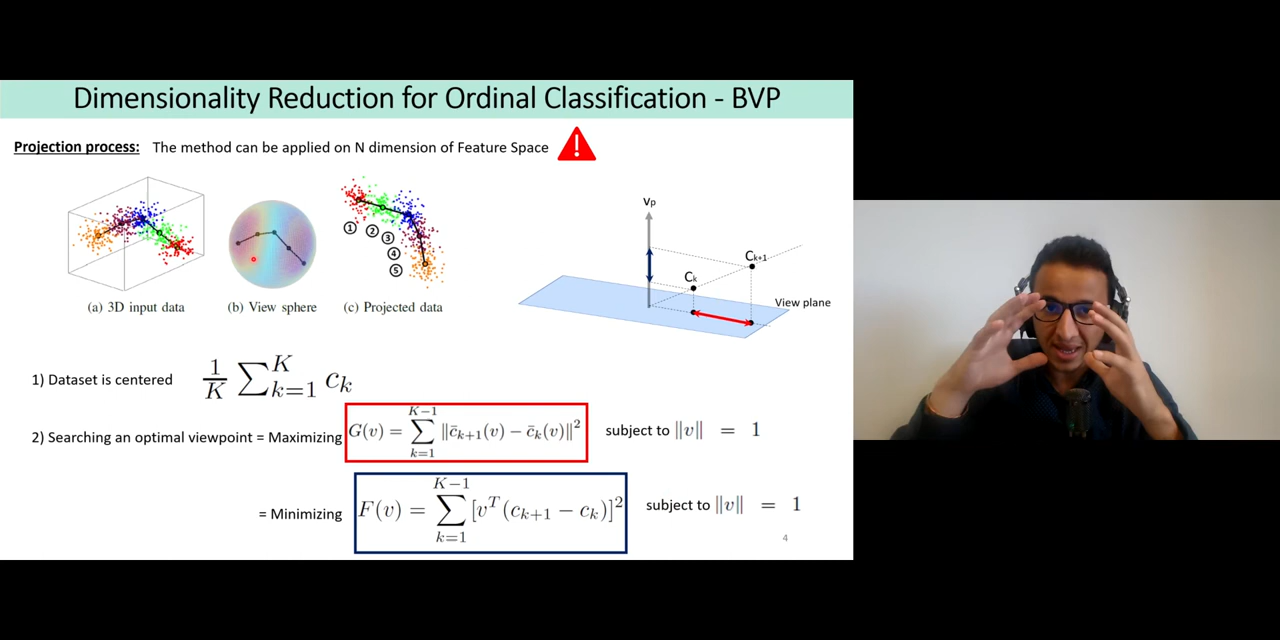 Dimensionality Reduction for Ordinal Classification - BVP
Projection process: The method can be applied on N dimension of Feature Space
1
2
3
4
5
(a) 3D input data
(b) View sphere
(c) Projected data
vp
Ck
Ck+1
View plane
1) Dataset is centered 1/K ∑_{k=1}^{K} c_k
2) Searching an optimal viewpoint = Maximizing G(v) = ∑_{k=1}^{K-1} ||c̄_{k+1}(v) − c̄_k(v)||² subject to ||v|| = 1
= Minimizing F(v) = ∑_{k=1}^{K-1} [v^T(c_{k+1} − c_k)]² subject to ||v|| = 1
4